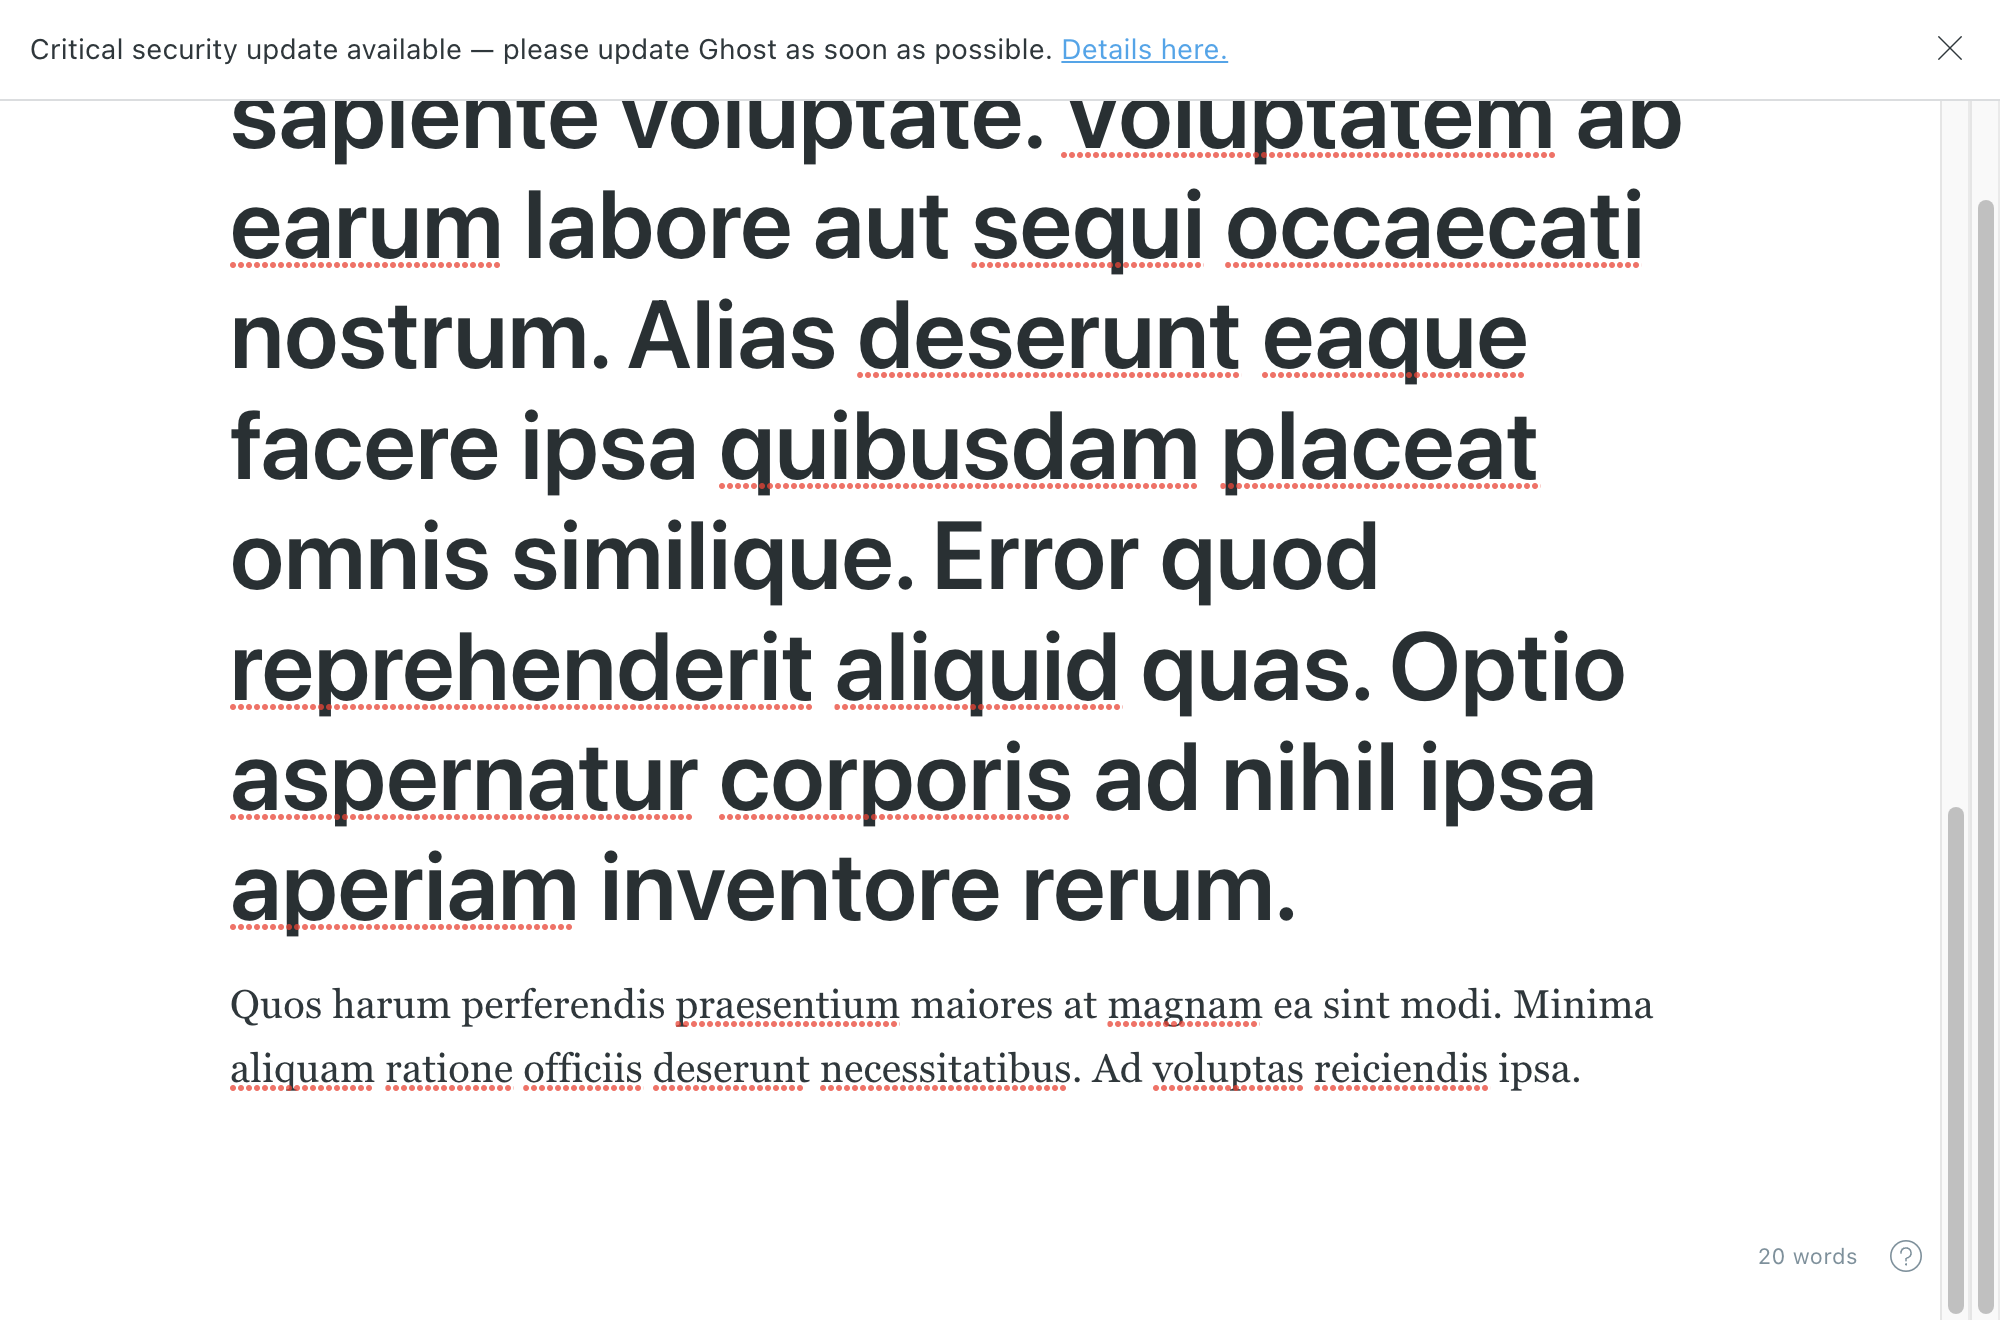 Critical security update available — please update Ghost as soon as possible. Details here.
sapiente voluptate. Voluptatem ab
earum labore aut sequi occaecati
nostrum. Alias deserunt eaque
facere ipsa quibusdam placeat
omnis similique. Error quod
reprehenderit aliquid quas. Optio
aspernatur corporis ad nihil ipsa
aperiam inventore rerum.
Quos harum perferendis praesentium maiores at magnam ea sint modi. Minima
aliquam ratione officiis deserunt necessitatibus. Ad voluptas reiciendis ipsa.
20 words